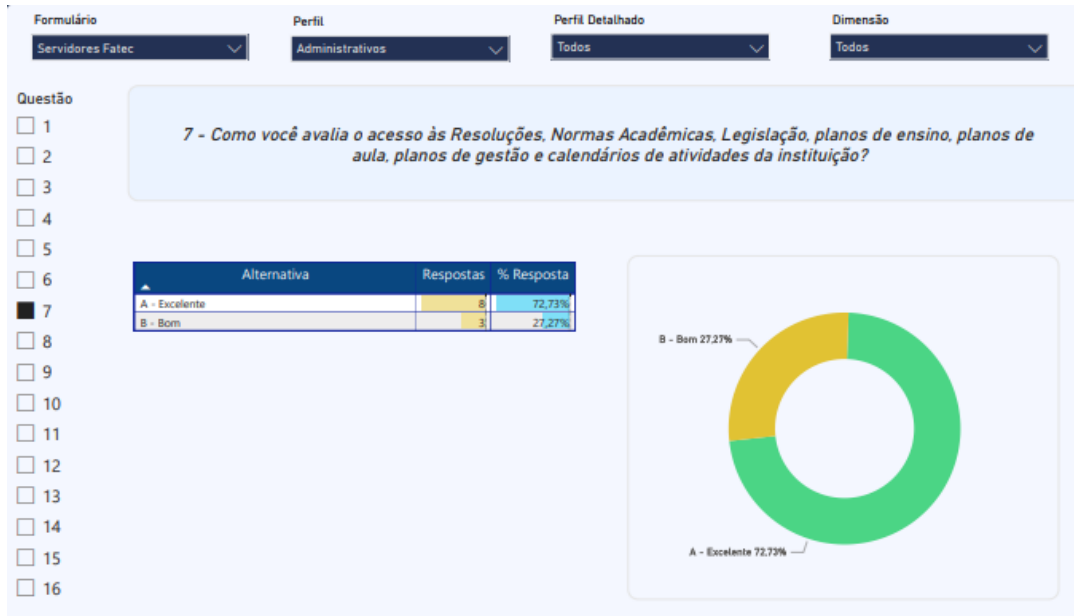 Formulário
Perfil
Perfil Detalhado
Dimensão
Servidores Fatec
Administrativos
Todos
Todos
Questão
1
2
3
4
5
6
7
8
9
10
11
12
13
14
15
16
7 - Como você avalia o acesso às Resoluções, Normas Acadêmicas, Legislação, planos de ensino, planos de
aula, planos de gestão e calendários de atividades da instituição?
Alternativa Respostas % Resposta
A - Excelente 8 72,73%
B - Bom 3 27,27%
B - Bom 27,27%
A - Excelente 72,73%